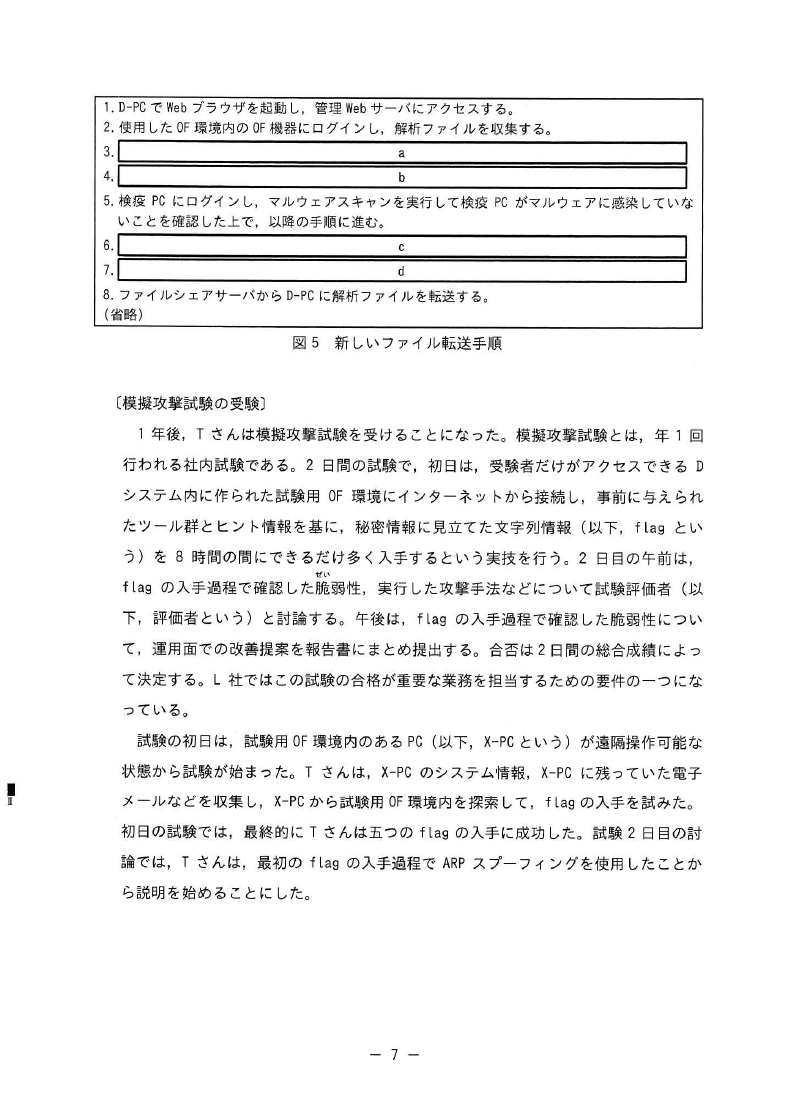 1. D-PC で Web ブラウザを起動し，管理 Web サーバにアクセスする。
2. 使用した OF 環境内の OF 機器にログインし，解析ファイルを収集する。
3. a
4. b
5. 検疫 PC にログインし，マルウェアスキャンを実行して検疫 PC がマルウェアに感染していな
いことを確認した上で，以降の手順に進む。
6. c
7. d
8. ファイルシェアサーバから D-PC に解析ファイルを転送する。
(省略)
図 5　新しいファイル転送手順
〔模擬攻撃試験の受験〕
1 年後，T さんは模擬攻撃試験を受けることになった。模擬攻撃試験とは，年 1 回
行われる社内試験である。2 日間の試験で，初日は，受験者だけがアクセスできる D
システム内に作られた試験用 OF 環境にインターネットから接続し，事前に与えられ
たツール群とヒント情報を基に，秘密情報に見立てた文字列情報（以下，flag とい
う）を 8 時間の間にできるだけ多く入手するという実技を行う。2 日目の午前は，
ぜい
flag の入手過程で確認した脆弱性，実行した攻撃手法などについて試験評価者（以
下，評価者という）と討論する。午後は，flag の入手過程で確認した脆弱性につい
て，運用面での改善提案を報告書にまとめ提出する。合否は 2 日間の総合成績によっ
て決定する。L 社ではこの試験の合格が重要な業務を担当するための要件の一つにな
っている。
試験の初日は，試験用 OF 環境内のある PC（以下，X-PC という）が遠隔操作可能な
状態から試験が始まった。T さんは，X-PC のシステム情報，X-PC に残っていた電子
メールなどを収集し，X-PC から試験用 OF 環境内を探索して，flag の入手を試みた。
初日の試験では，最終的に T さんは五つの flag の入手に成功した。試験 2 日目の討
論では，T さんは，最初の flag の入手過程で ARP スプーフィングを使用したことか
ら説明を始めることにした。
Ⅱ
－ 7 －